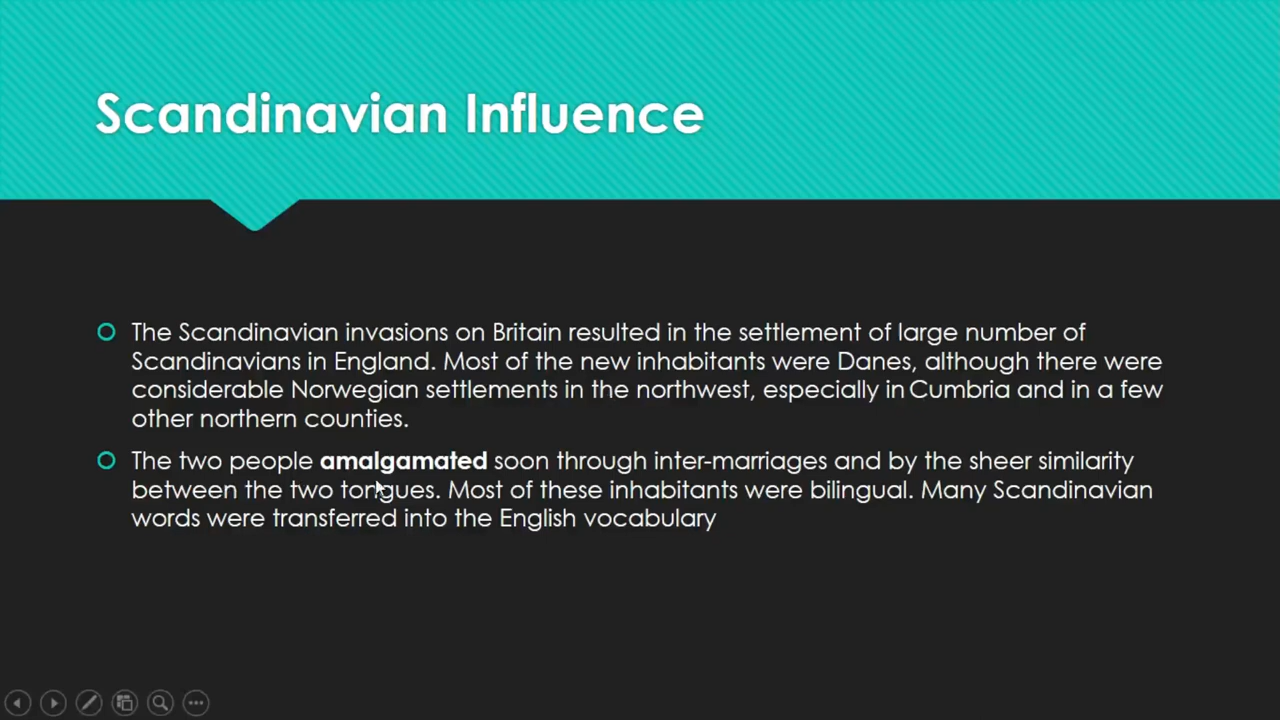 Scandinavian Influence
The Scandinavian invasions on Britain resulted in the settlement of large number of
Scandinavians in England. Most of the new inhabitants were Danes, although there were
considerable Norwegian settlements in the northwest, especially in Cumbria and in a few
other northern counties.
The two people amalgamated soon through inter-marriages and by the sheer similarity
between the two tongues. Most of these inhabitants were bilingual. Many Scandinavian
words were transferred into the English vocabulary